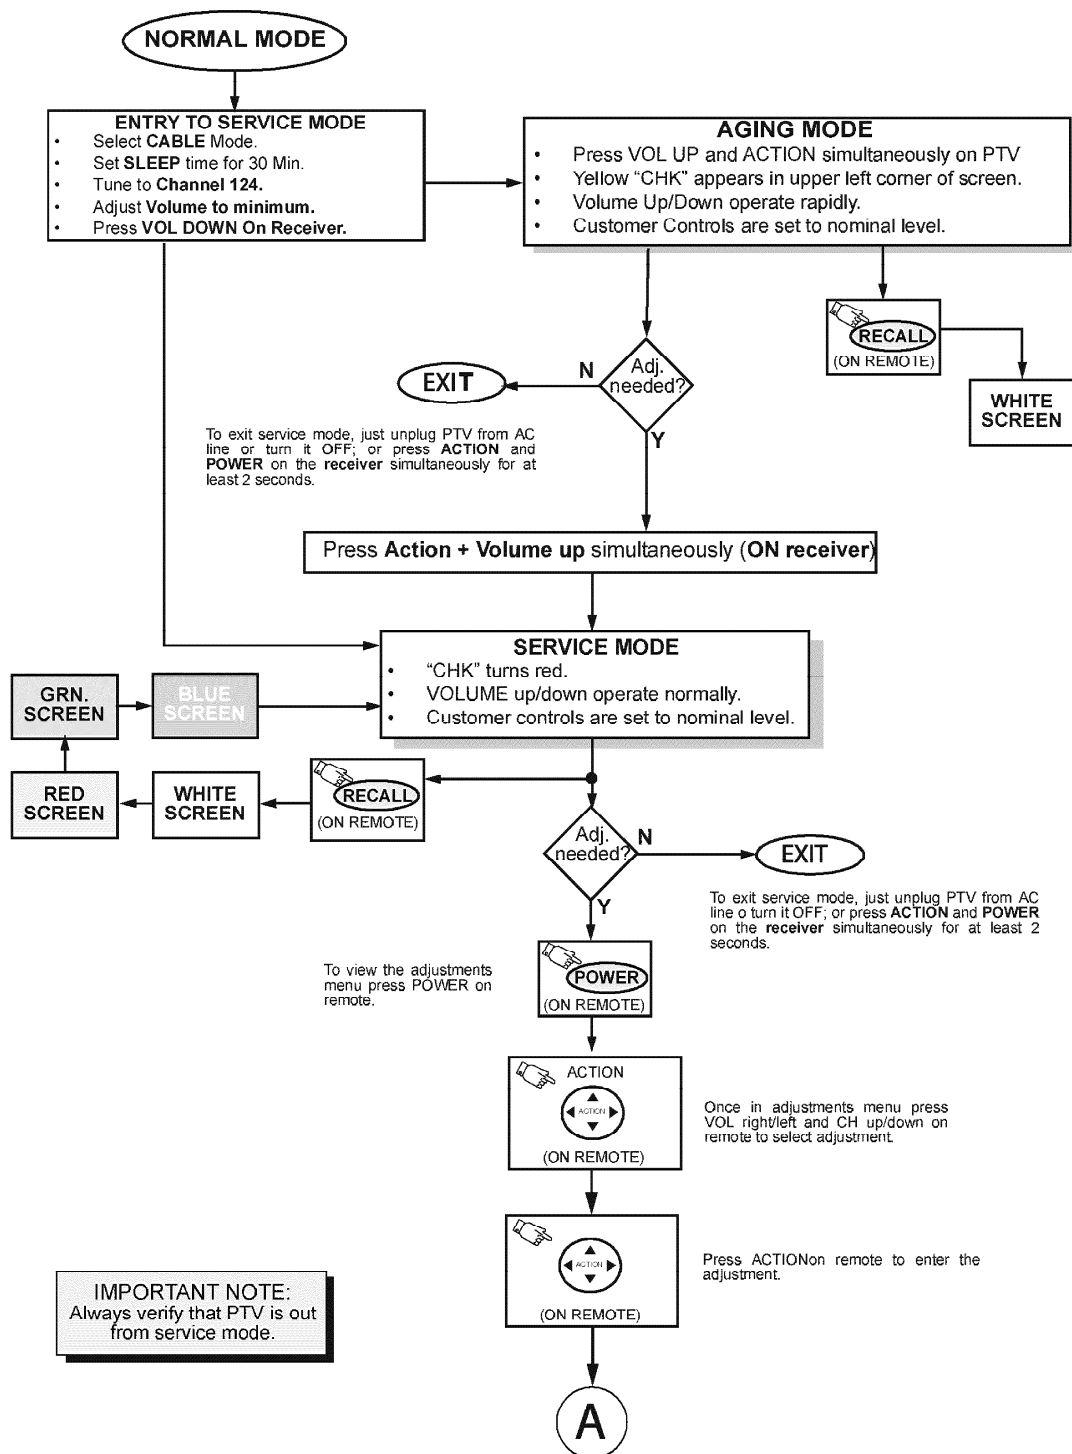 NORMAL MODE
ENTRY TO SERVICE MODE
• Select CABLE Mode.
• Set SLEEP time for 30 Min.
• Tune to Channel 124.
• Adjust Volume to minimum.
• Press VOL DOWN On Receiver.
AGING MODE
• Press VOL UP and ACTION simultaneously on PTV
• Yellow “CHK” appears in upper left corner of screen.
• Volume Up/Down operate rapidly.
• Customer Controls are set to nominal level.
RECALL
(ON REMOTE)
WHITE
SCREEN
Adj.
needed?
N
Y
EXIT
To exit service mode, just unplug PTV from AC
line or turn it OFF; or press ACTION and
POWER on the receiver simultaneously for at
least 2 seconds.
Press Action + Volume up simultaneously (ON receiver)
SERVICE MODE
• “CHK” turns red.
• VOLUME up/down operate normally.
• Customer controls are set to nominal level.
GRN.
SCREEN
BLUE
SCREEN
RED
SCREEN
WHITE
SCREEN
RECALL
(ON REMOTE)
Adj.
needed?
N
Y
EXIT
To exit service mode, just unplug PTV from AC
line o turn it OFF; or press ACTION and POWER
on the receiver simultaneously for at least 2
seconds.
To view the adjustments
menu press POWER on
remote.
POWER
(ON REMOTE)
ACTION
ACTION
(ON REMOTE)
Once in adjustments menu press
VOL right/left and CH up/down on
remote to select adjustment.
ACTION
(ON REMOTE)
Press ACTIONon remote to enter the
adjustment.
IMPORTANT NOTE:
Always verify that PTV is out
from service mode.
A